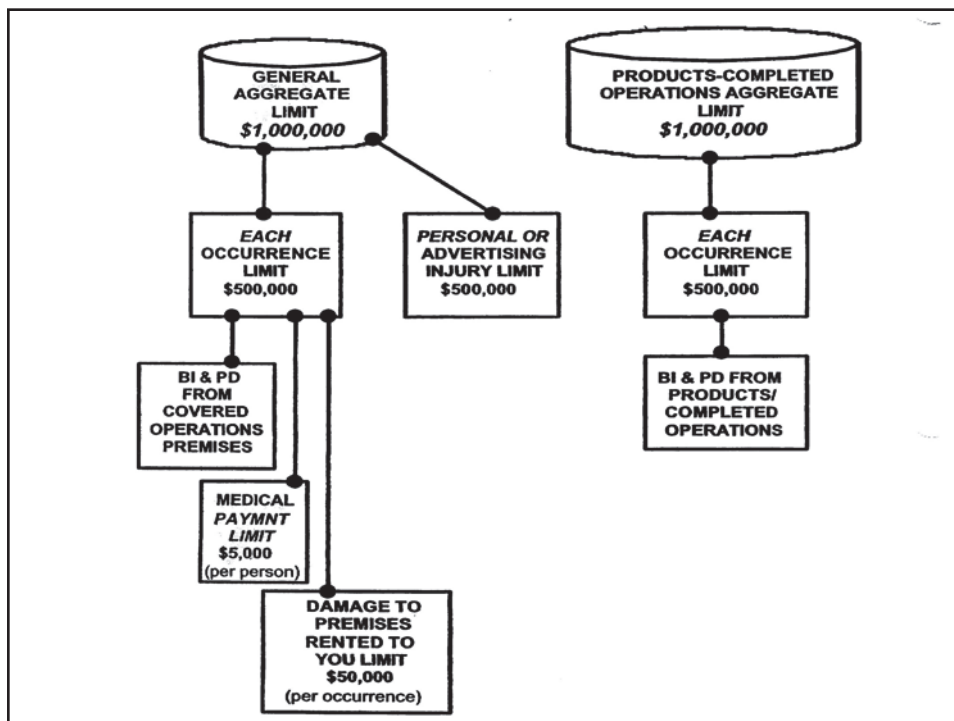 GENERAL
AGGREGATE
LIMIT
$1,000,000
PRODUCTS-COMPLETED
OPERATIONS AGGREGATE
LIMIT
$1,000,000
EACH
OCCURRENCE
LIMIT
$500,000
PERSONAL OR
ADVERTISING
INJURY LIMIT
$500,000
EACH
OCCURRENCE
LIMIT
$500,000
BI & PD
FROM
COVERED
OPERATIONS
PREMISES
BI & PD FROM
PRODUCTS/
COMPLETED
OPERATIONS
MEDICAL
PAYMNT
LIMIT
$5,000
(per person)
DAMAGE TO
PREMISES
RENTED TO
YOU LIMIT
$50,000
(per occurrence)